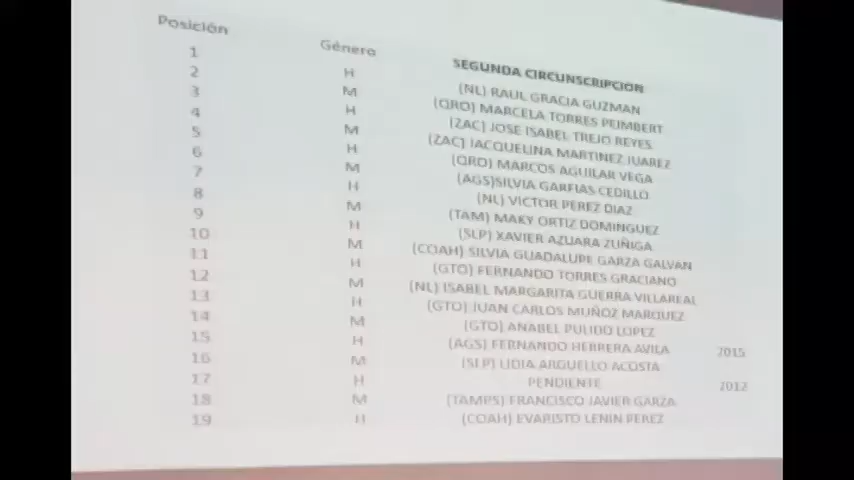 Posición Género SEGUNDA CIRCUNSCRIPCION
1 H (NL) RAUL GRACIA GUZMAN
2 M (QRO) MARCELA TORRES PEIMBERT
3 H (ZAC) JOSE ISABEL TREJO REYES
4 M (ZAC) JACQUELINA MARTINEZ JUAREZ
5 H (QRO) MARCOS AGUILAR VEGA
6 M (AGS)SILVIA GARFIAS CEDILLO
7 H (NL) VICTOR PEREZ DIAZ
8 M (TAM) MAKY ORTIZ DOMINGUEZ
9 H (SLP) XAVIER AZUARA ZUÑIGA
10 M (COAH) SILVIA GUADALUPE GARZA GALVAN
11 H (GTO) FERNANDO TORRES GRACIANO
12 M (NL) ISABEL MARGARITA GUERRA VILLAREAL
13 H (GTO) JUAN CARLOS MUÑOZ MARQUEZ
14 M (GTO) ANABEL PULIDO LOPEZ
15 H (AGS) FERNANDO HERRERA AVILA 2015
16 M (SLP) LIDIA ARGUELLO ACOSTA
17 H PENDIENTE 2012
18 M (TAMPS) FRANCISCO JAVIER GARZA
19 H (COAH) EVARISTO LENIN PEREZ